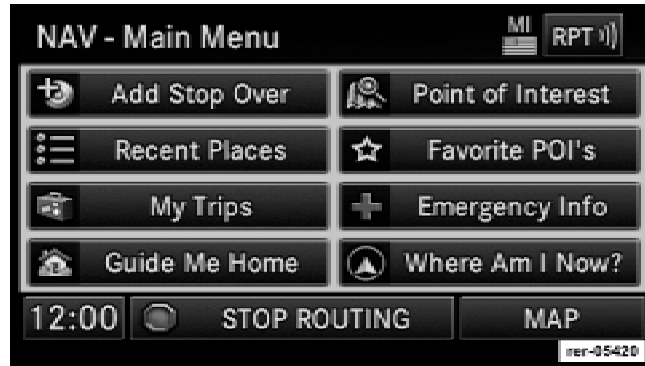 NAV - Main Menu MI RPT
Add Stop Over Point of Interest
Recent Places Favorite POI's
My Trips Emergency Info
Guide Me Home Where Am I Now?
12:00 STOP ROUTING MAP
rer-05420